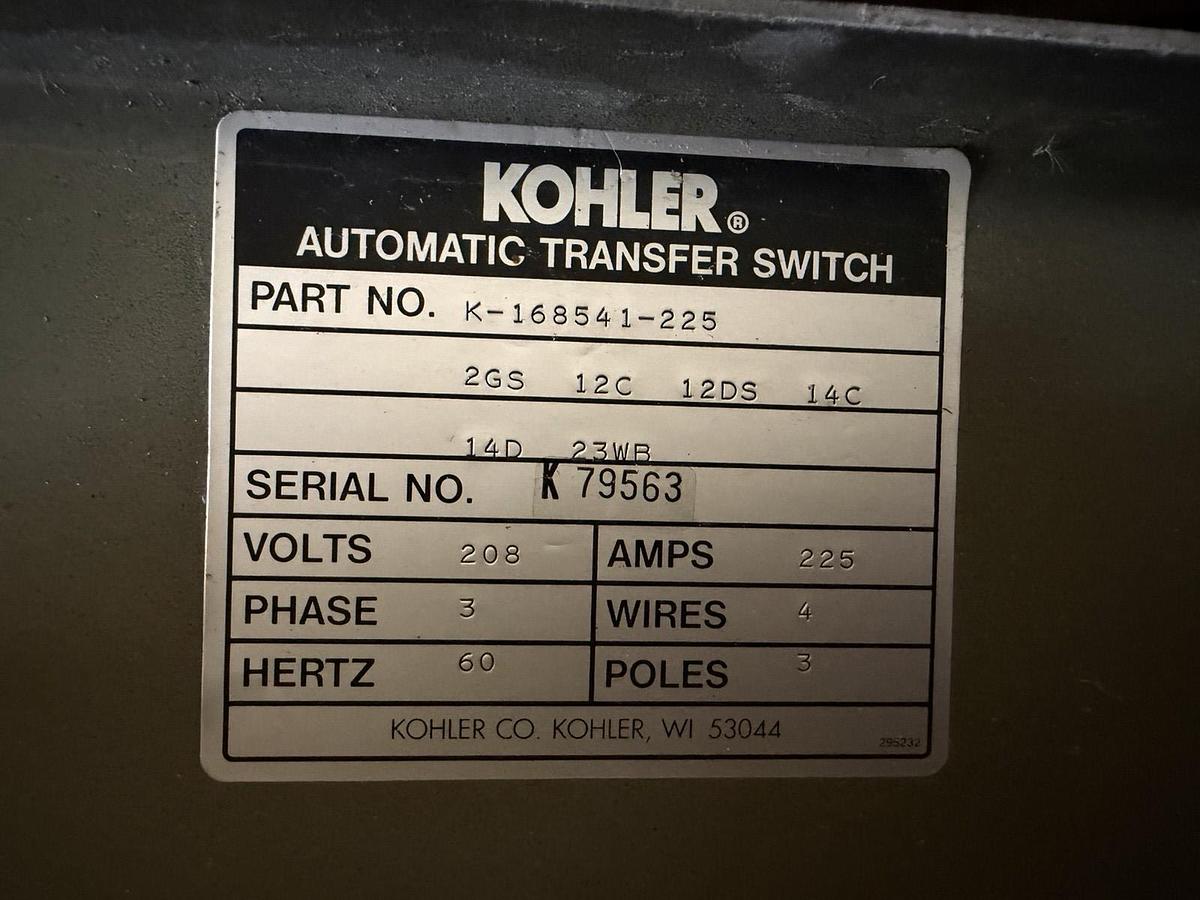 KOHLER®
AUTOMATIC TRANSFER SWITCH
PART NO. K-168541-225
2GS 12C 12DS 14C
14D 23WB
SERIAL NO. K 79563
VOLTS 208 AMPS 225
PHASE 3 WIRES 4
HERTZ 60 POLES 3
KOHLER CO. KOHLER, WI 53044
295232